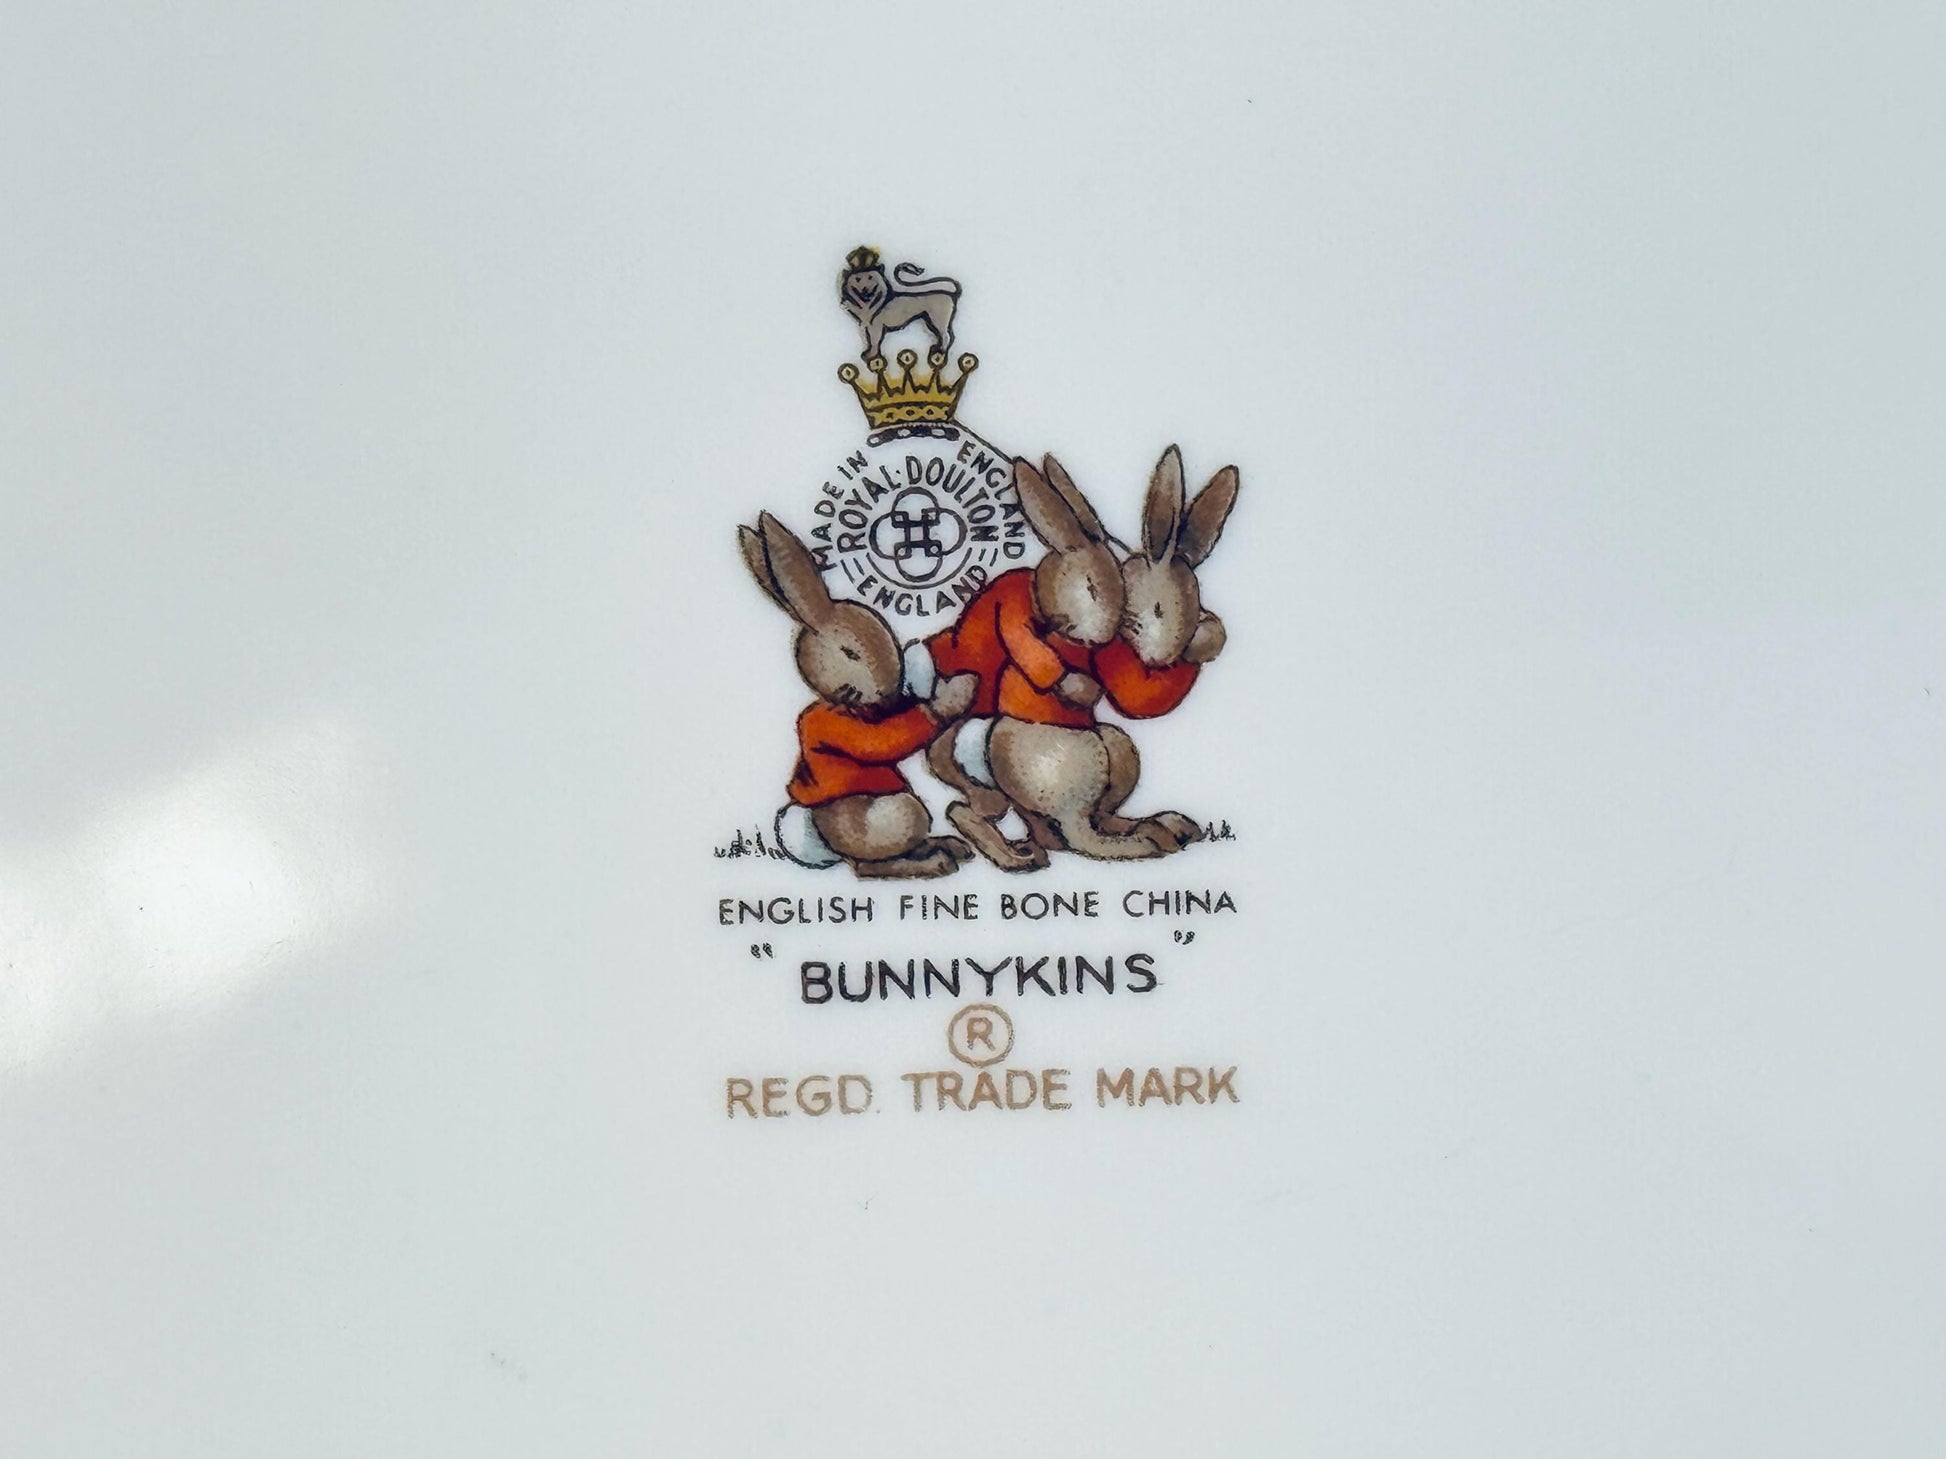 MADE IN ENGLAND
ROYAL·DOULTON
ENGLAND
ENGLISH FINE BONE CHINA
"BUNNYKINS"
®
REGD. TRADE MARK